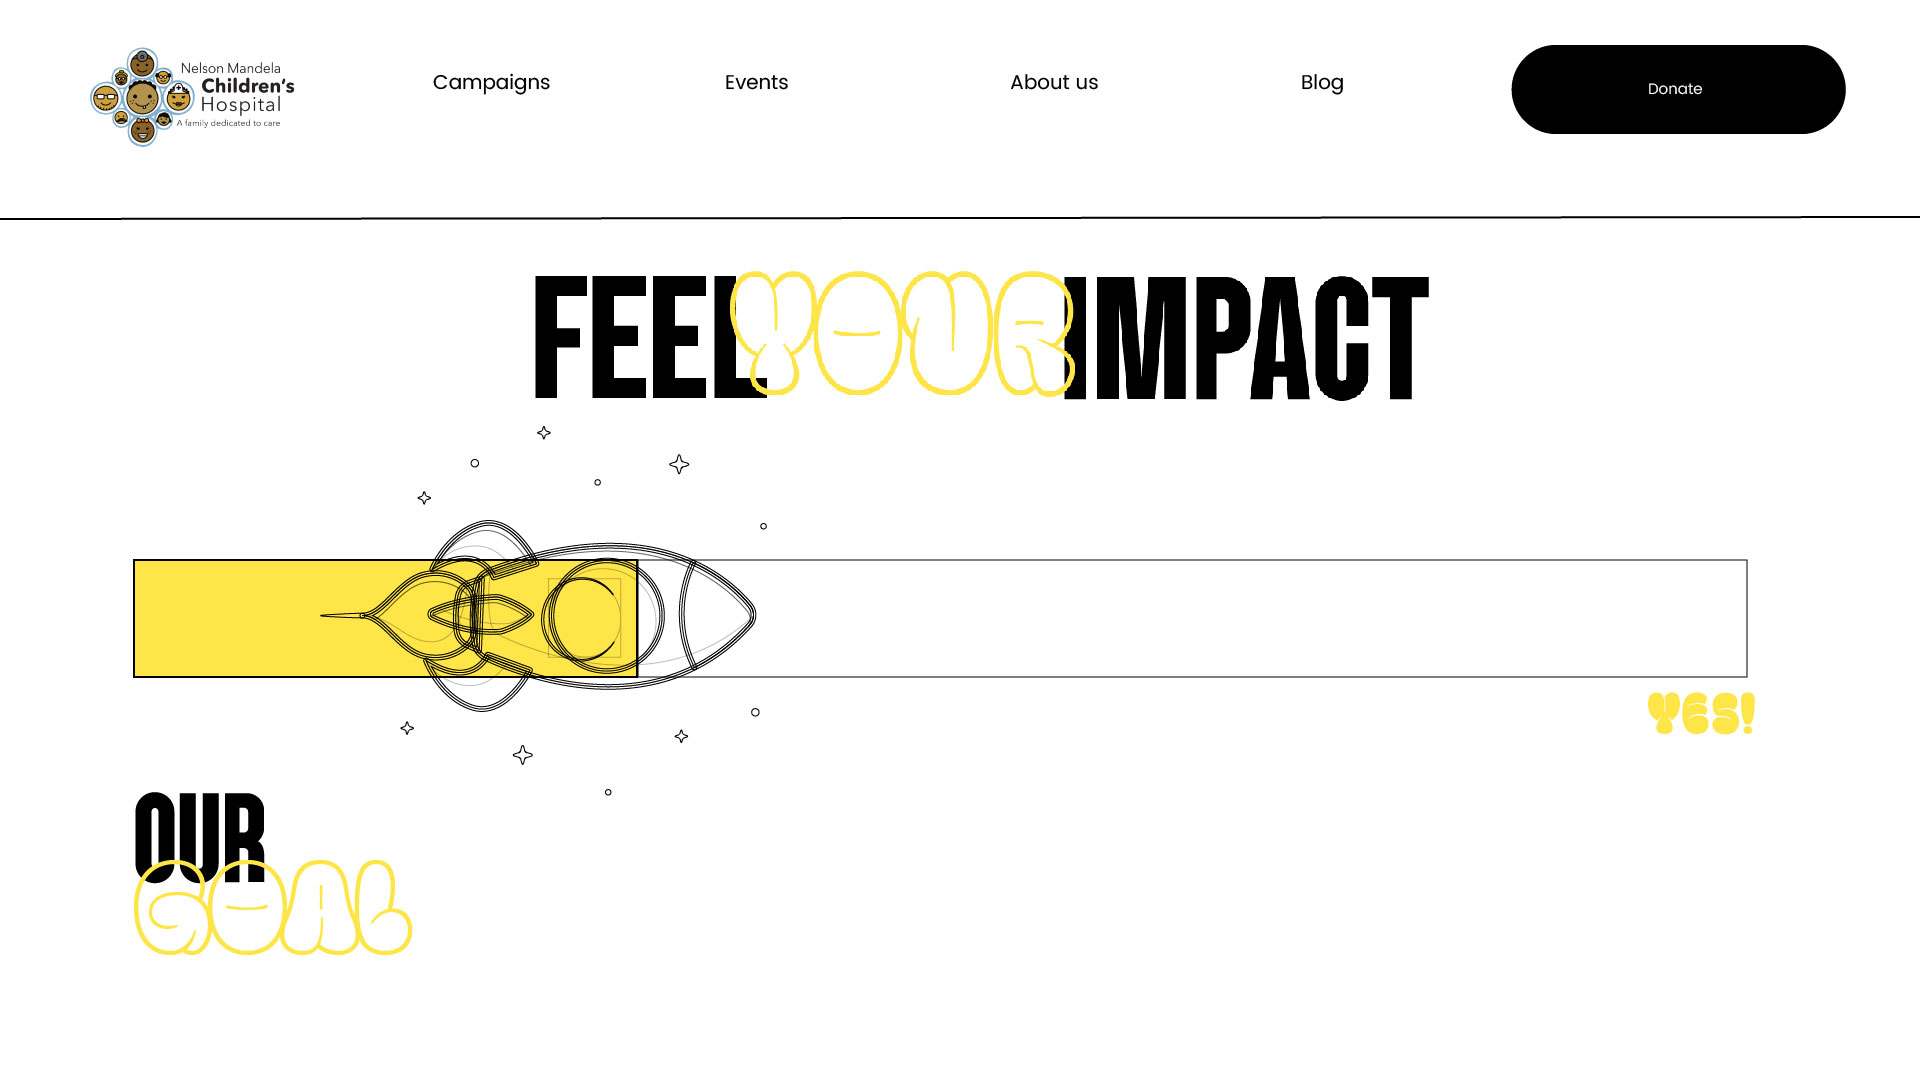 Nelson Mandela
Children's
Hospital
A family dedicated to care
Campaigns
Events
About us
Blog
Donate
FEEL YOUR IMPACT
YES!
OUR
GOAL